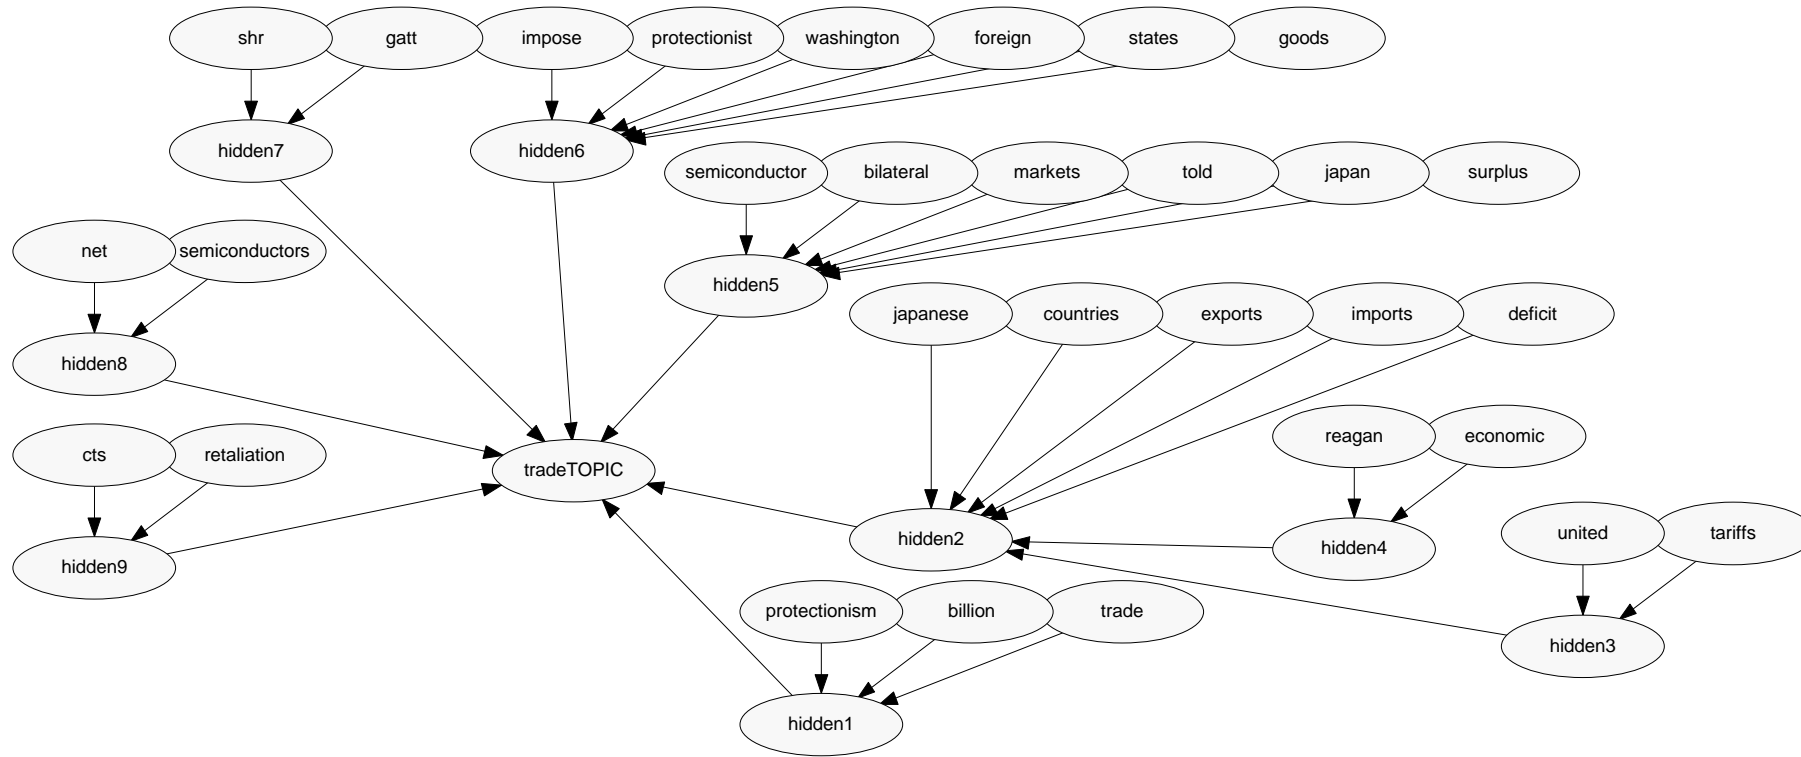 shr
gatt
impose
protectionist
washington
foreign
states
goods
hidden7
hidden6
semiconductor
bilateral
markets
told
japan
surplus
net
semiconductors
hidden5
japanese
countries
exports
imports
deficit
hidden8
reagan
economic
cts
retaliation
tradeTOPIC
hidden2
hidden4
united
tariffs
hidden9
protectionism
billion
trade
hidden3
hidden1